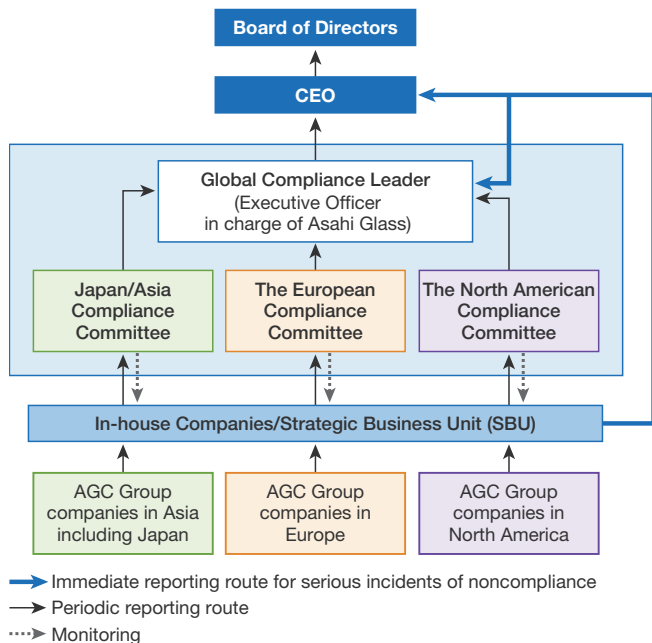 Board of Directors
CEO
Global Compliance Leader
(Executive Officer
in charge of Asahi Glass)
Japan/Asia
Compliance
Committee
The European
Compliance
Committee
The North American
Compliance
Committee
In-house Companies/Strategic Business Unit (SBU)
AGC Group
companies in Asia
including Japan
AGC Group
companies in
Europe
AGC Group
companies in
North America
Immediate reporting route for serious incidents of noncompliance
Periodic reporting route
Monitoring